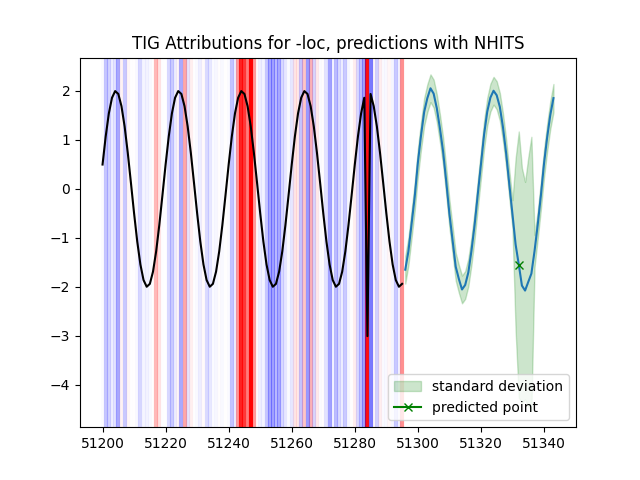 TIG Attributions for -loc, predictions with NHITS
2
1
0
−1
−2
−3
−4
standard deviation
predicted point
51200 51220 51240 51260 51280 51300 51320 51340